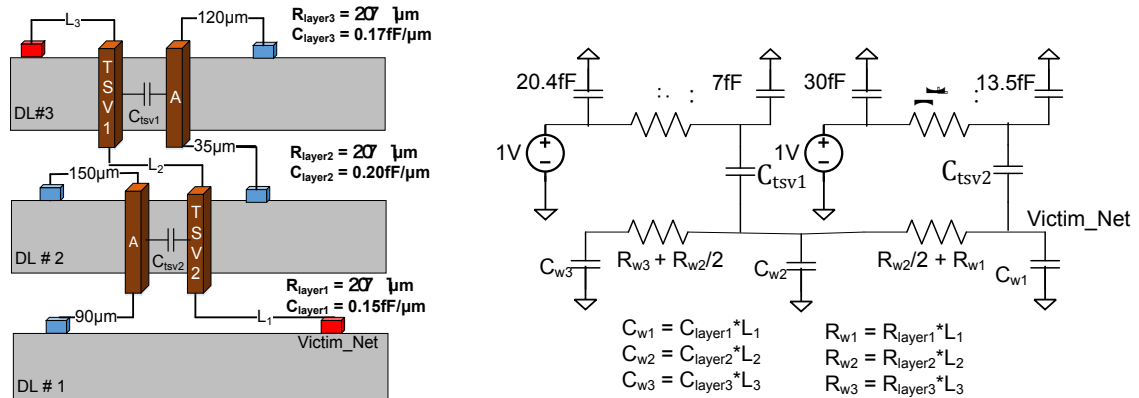 L3
120µm
Rlayer3 =
Clayer3 = 0.17fF/µm
TSV1
A
Ctsv1
DL#3
35µm
L2
Rlayer2 =
Clayer2 = 0.20fF/µm
150µm
A
TSV2
Ctsv2
DL # 2
Rlayer1 =
Clayer1 = 0.15fF/µm
90µm
L1
Victim_Net
DL # 1
20.4fF
7fF
30fF
13.5fF
1V
Ctsv1
1V
Ctsv2
Victim_Net
Cw3
Rw3 + Rw2/2
Cw2
Rw2/2 + Rw1
Cw1
Cw1 = Clayer1*L1
Rw1 = Rlayer1*L1
Cw2 = Clayer2*L2
Rw2 = Rlayer2*L2
Cw3 = Clayer3*L3
Rw3 = Rlayer3*L3